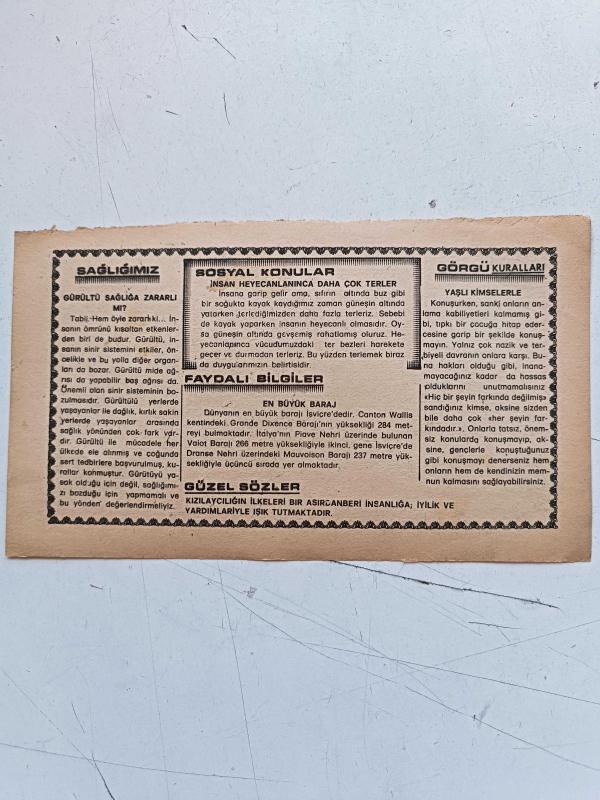 SAĞLIĞIMIZ
GÜRÜLTÜ SAĞLIĞA ZARARLI
MI?
Tabii.-Hem öyle zararlıki... İn-
sanın ömrünü kısaltan etkenler-
den biri de budur. Gürültü, in-
sanın sinir sistemini etkiler, ön-
celikle ve bu yolla diğer organ-
ları da bozar. Gürültü mide ağ-
rısı da yapabilir baş ağrısı da.
Önemli olan sinir sisteminin bo-
zulmasıdır. Gürültülü yerlerde
yaşayanlar ile dağlık, kırlık sakin
yerlerde yaşayanlar arasında
sağlık yönünden çok fark var-
dır. Gürültü ile mücadele her
ülkede ele alınmış ve çoğunda
sert tedbirlere başvurulmuş, ku-
rallar konmuştur. Gürütüyü ya-
sak olduğu için değil, sağlığımı-
zı bozduğu için yapmamalı ve
bu yönden değerlendirmeliyiz.
SOSYAL KONULAR
İNSAN HEYECANLANINCA DAHA ÇOK TERLER
İnsana garip gelir ama, sıfırın altında buz gibi
bir soğukta kayak kaydığımız zaman güneşin altında
yatarken terlediğimizden daha fazla terleriz. Sebebi
de kayak yaparken insanın heyecanlı olmasıdır. Oy-
sa güneşin altında gevşemiş rahatlamış oluruz. He-
yecanlanınca vücudumuzdaki ter bezleri harekete
geçer ve durmadan terleriz. Bu yüzden terlemek biraz
da duygularımızın belirtisidir.
FAYDALI BİLGİLER
EN BÜYÜK BARAJ
Dünyanın en büyük barajı İsviçre'dedir. Canton Wallis
kentindeki, Grande Dixence Barajı'nın yüksekliği 284 met-
reyi bulmaktadır. İtalya'nın Piave Nehri üzerinde bulunan
Vaiot Barajı 266 metre yüksekliğiyle ikinci, gene İsviçre'de
Dranse Nehri üzerindeki Mauvoison Barajı 237 metre yük-
sekliğiyle üçüncü sırada yer almaktadır.
GÜZEL SÖZLER
KIZILAYCILIĞIN İLKELERİ BİR ASIRDANBERİ İNSANLIĞA; İYİLİK VE
YARDIMLARIYLE IŞIK TUTMAKTADIR.
GÖRGÜ KURALLARI
YAŞLI KİMSELERLE
Konuşurken, sanki onların an-
lama kabiliyetleri kalmamış gi-
bi, tıpkı bir çocuğa hitap eder-
cesine garip bir şekilde konuş-
mayın. Yalnız çok nazik ve ter-
biyeli davranın onlara karşı. Bu-
na hakları olduğu gibi, inana-
mayacağınız kadar da hassas
olduklarını unutmamalısınız
«Hiç bir şeyin farkında değilmiş»
sandığınız kimse, aksine sizden
bile daha çok «her şeyin far-
kındadır.». Onlarla tatsız, önem-
siz konularda konuşmayıp, ak-
sine, gençlerle konuştuğunuz
gibi konuşmayı denerseniz hem
onların hem de kendinizin mem-
nun kalmasını sağlayabilirsiniz.